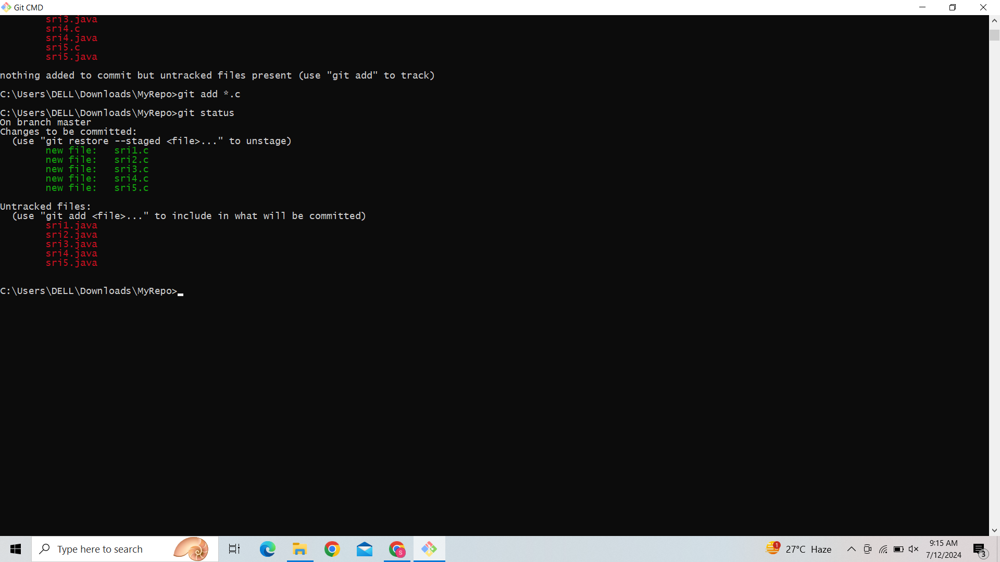 Git CMD
sri3.java
sri4.c
sri4.java
sri5.c
sri5.java
nothing added to commit but untracked files present (use "git add" to track)
C:\Users\DELL\Downloads\MyRepo>git add *.c
C:\Users\DELL\Downloads\MyRepo>git status
On branch master
Changes to be committed:
(use "git restore --staged <file>..." to unstage)
new file:   sri1.c
new file:   sri2.c
new file:   sri3.c
new file:   sri4.c
new file:   sri5.c
Untracked files:
(use "git add <file>..." to include in what will be committed)
sri1.java
sri2.java
sri3.java
sri4.java
sri5.java
C:\Users\DELL\Downloads\MyRepo>
Type here to search
S
1
27°C Haze
9:15 AM
7/12/2024
3